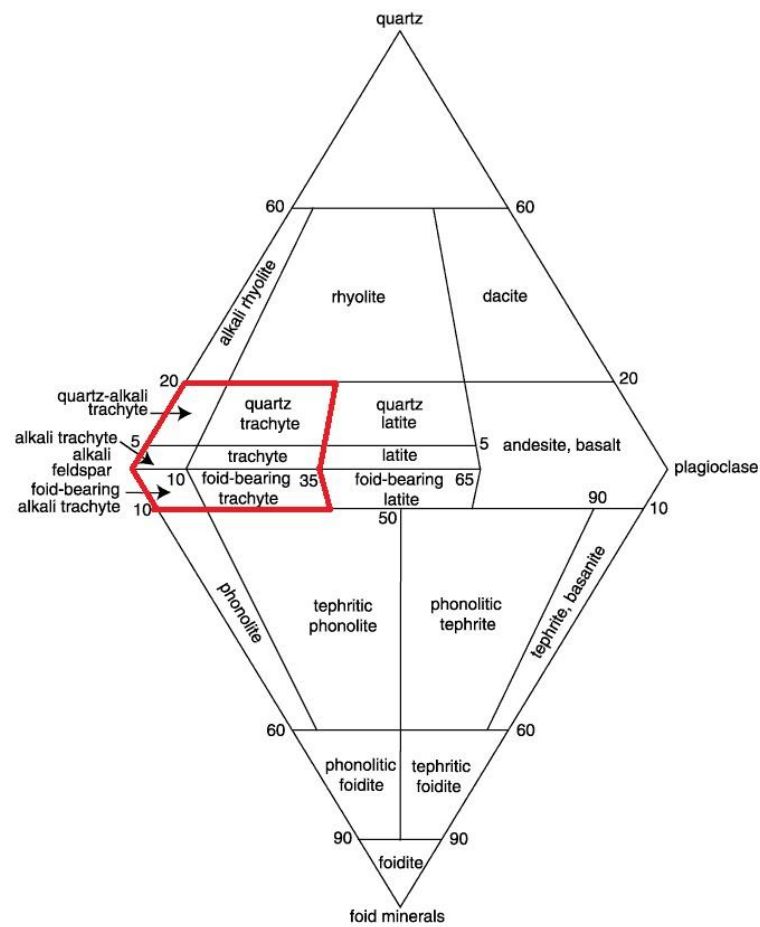 quartz
60
60
alkali rhyolite
rhyolite
dacite
20
20
quartz-alkali
trachyte
quartz
trachyte
quartz
latite
5
5
andesite, basalt
alkali trachyte
trachyte
latite
alkali
feldspar
plagioclase
10
foid-bearing
trachyte
35
foid-bearing
latite
65
foid-bearing
alkali trachyte
10
50
90
10
phonolite
tephritic
phonolite
phonolitic
tephrite
tephrite, basanite
60
60
phonolitic
foidite
tephritic
foidite
90
90
foidite
foid minerals